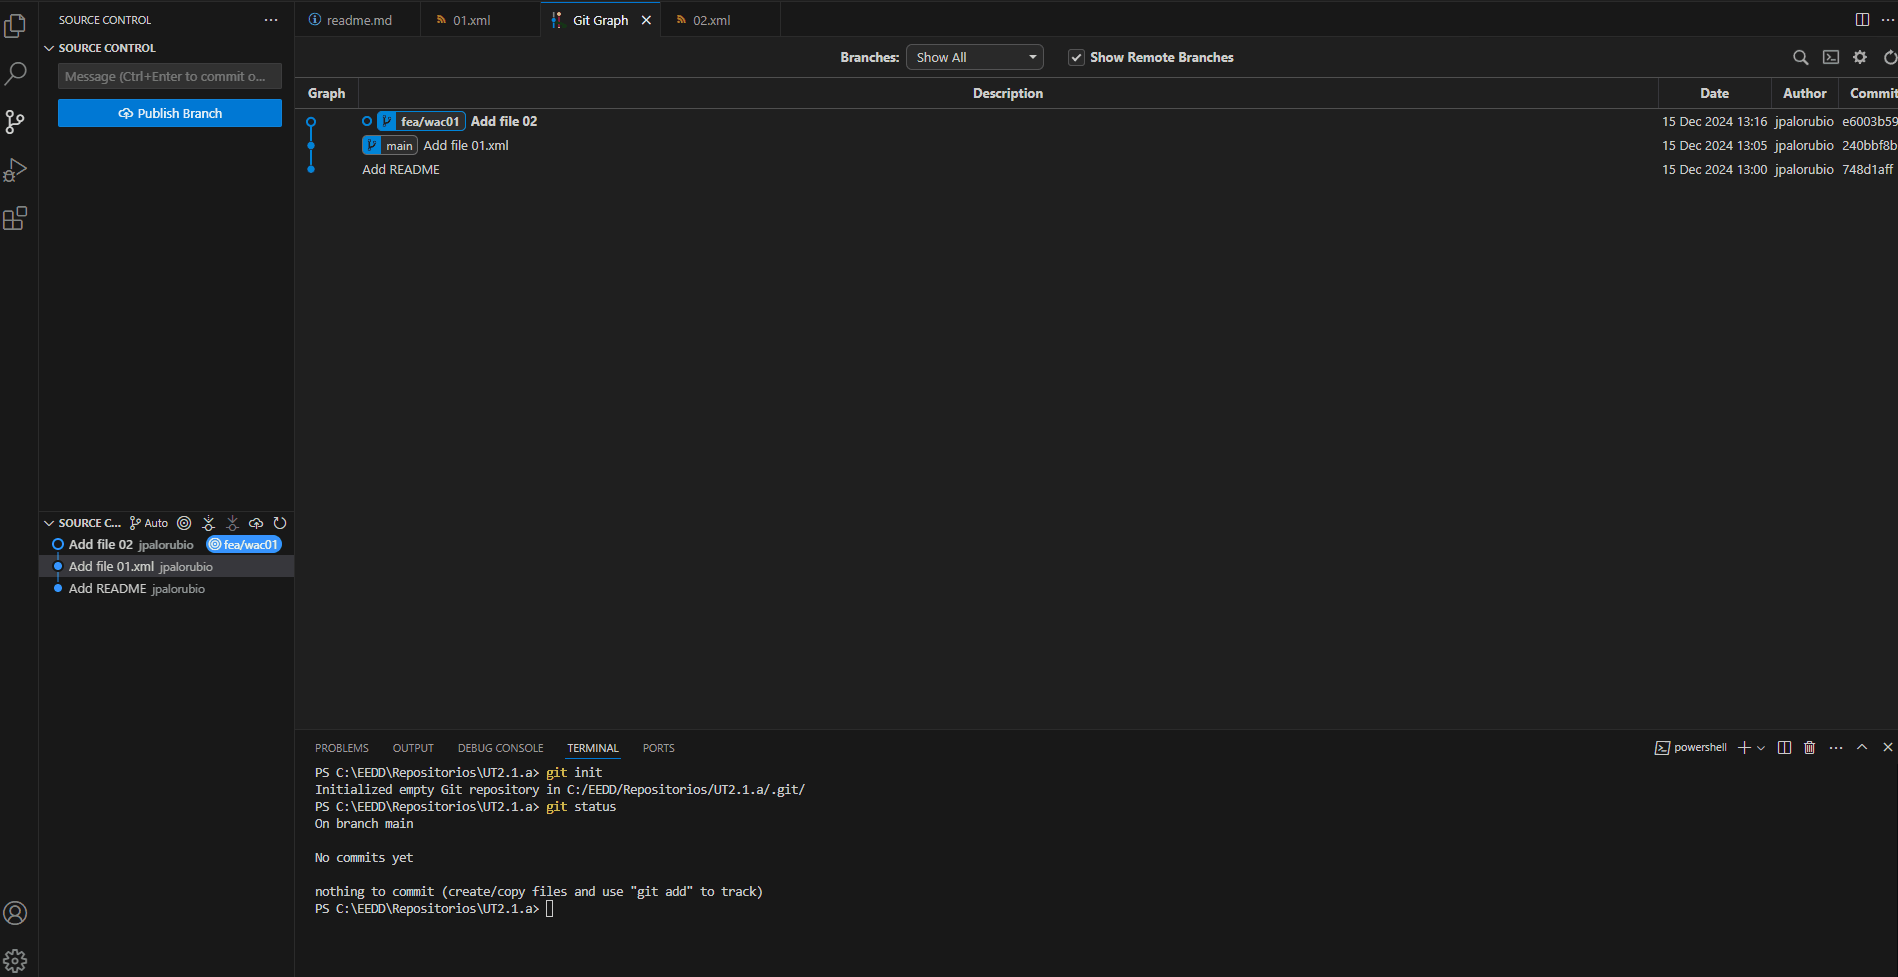 SOURCE CONTROL
SOURCE CONTROL
Message (Ctrl+Enter to commit o...
Publish Branch
SOURCE C... Auto
Add file 02 jpalorubio fea/wac01
Add file 01.xml jpalorubio
Add README jpalorubio
readme.md 01.xml Git Graph 02.xml
Branches: Show All Show Remote Branches
Graph Description Date Author Commit
fea/wac01 Add file 02 15 Dec 2024 13:16 jpalorubio e6003b59
main Add file 01.xml 15 Dec 2024 13:05 jpalorubio 240bbf8b
Add README 15 Dec 2024 13:00 jpalorubio 748d1aff
PROBLEMS OUTPUT DEBUG CONSOLE TERMINAL PORTS powershell
PS C:\EEDD\Repositorios\UT2.1.a> git init
Initialized empty Git repository in C:/EEDD/Repositorios/UT2.1.a/.git/
PS C:\EEDD\Repositorios\UT2.1.a> git status
On branch main
No commits yet
nothing to commit (create/copy files and use "git add" to track)
PS C:\EEDD\Repositorios\UT2.1.a>